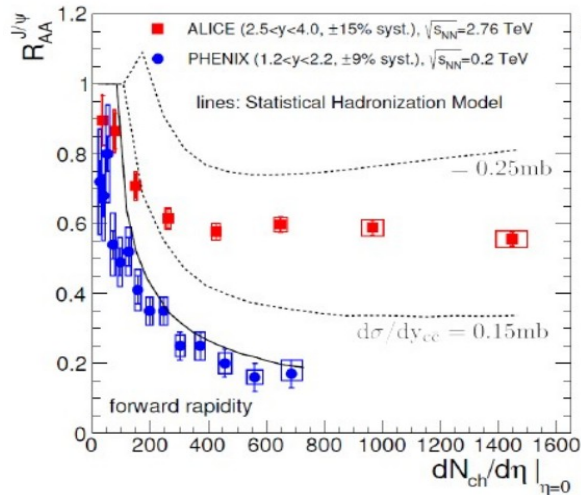 R_AA^J/ψ
ALICE (2.5<y<4.0, ±15% syst.), √s_NN=2.76 TeV
PHENIX (1.2<y<2.2, ±9% syst.), √s_NN=0.2 TeV
lines: Statistical Hadronization Model
1.4
1.2
1
0.8
0.6
0.4
0.2
0
= 0.25mb
dσ/dy_cc̄ = 0.15mb
forward rapidity
0 200 400 600 800 1000 1200 1400 1600
dN_ch/dη|_η=0